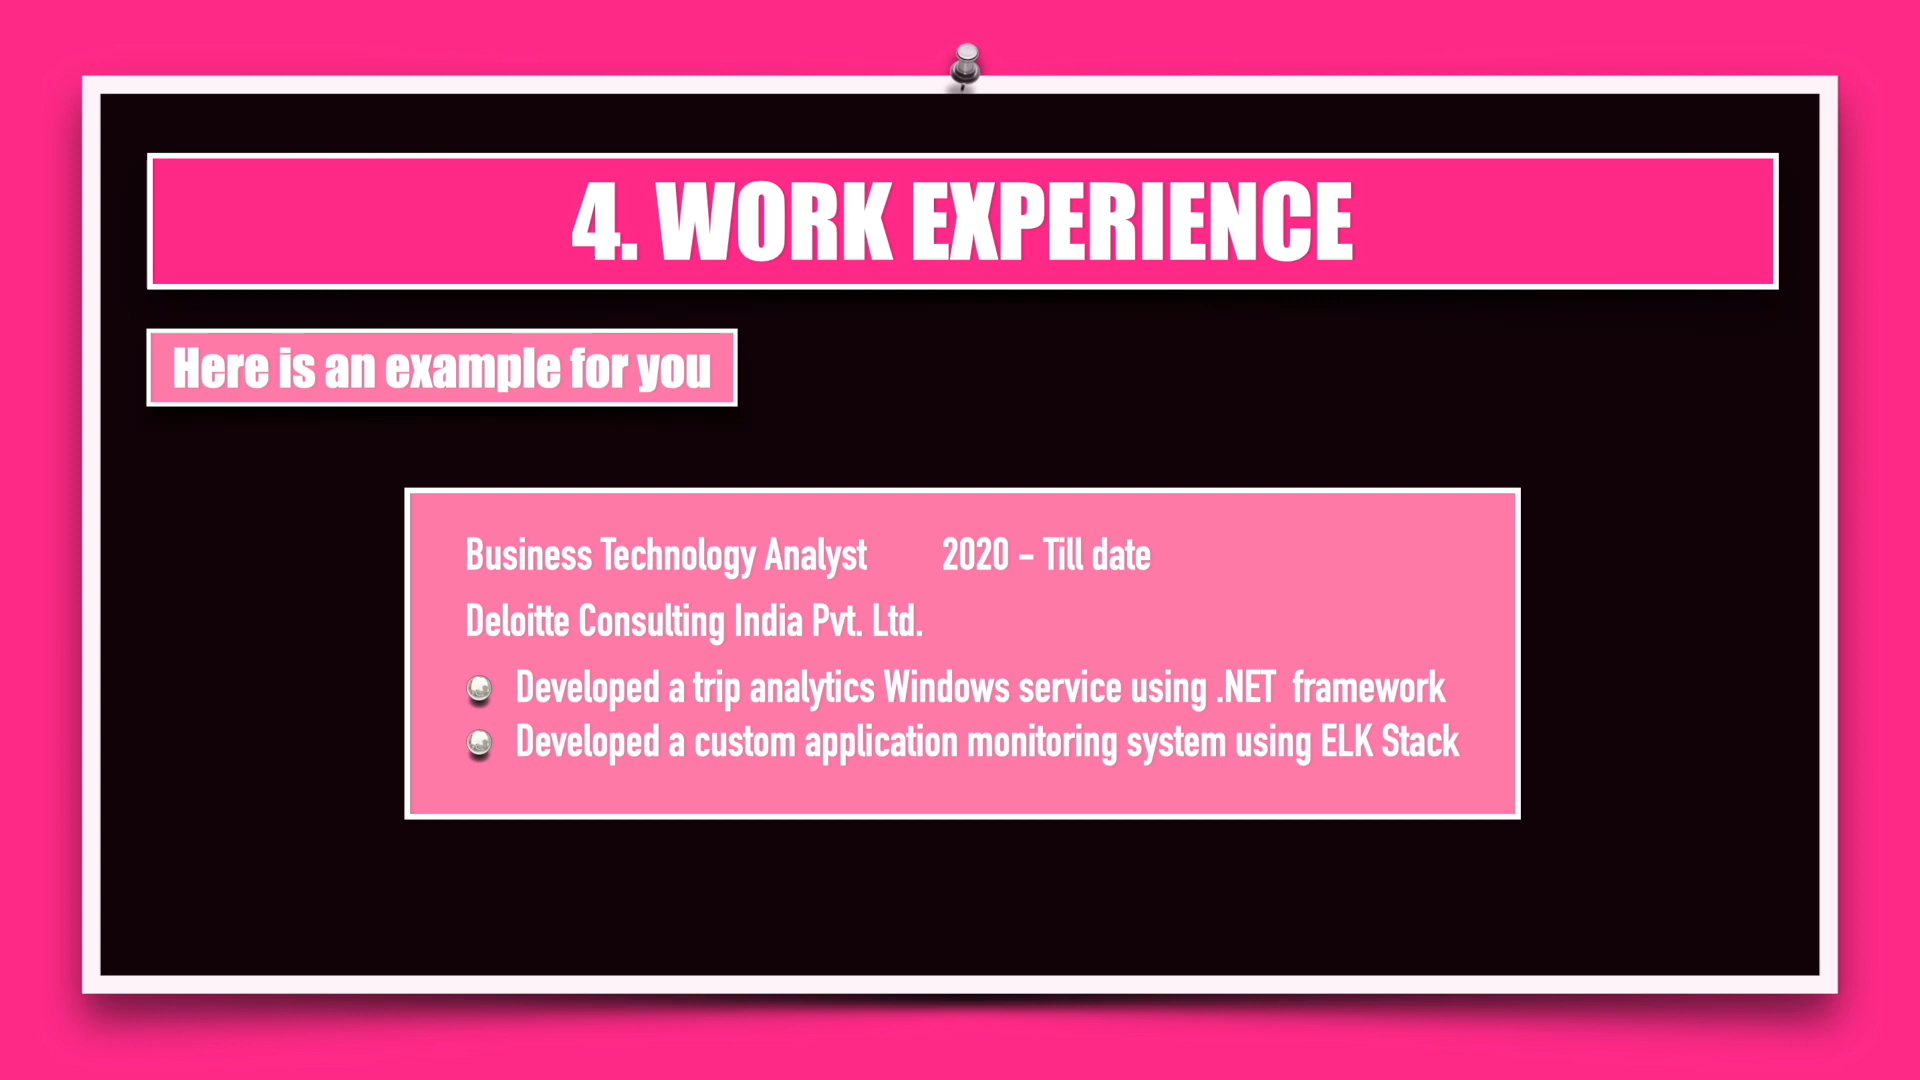 4. WORK EXPERIENCE
Here is an example for you
Business Technology Analyst 2020 - Till date
Deloitte Consulting India Pvt. Ltd.
Developed a trip analytics Windows service using .NET framework
Developed a custom application monitoring system using ELK Stack